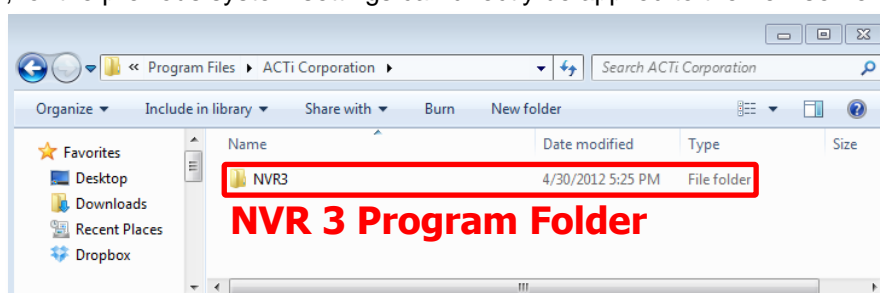 « Program Files ▸ ACTi Corporation ▸ Search ACTi Corporation
Organize ▾ Include in library ▾ Share with ▾ Burn New folder
Name Date modified Type Size
Favorites
Desktop
Downloads
Recent Places
Dropbox
NVR3 4/30/2012 5:25 PM File folder
NVR 3 Program Folder